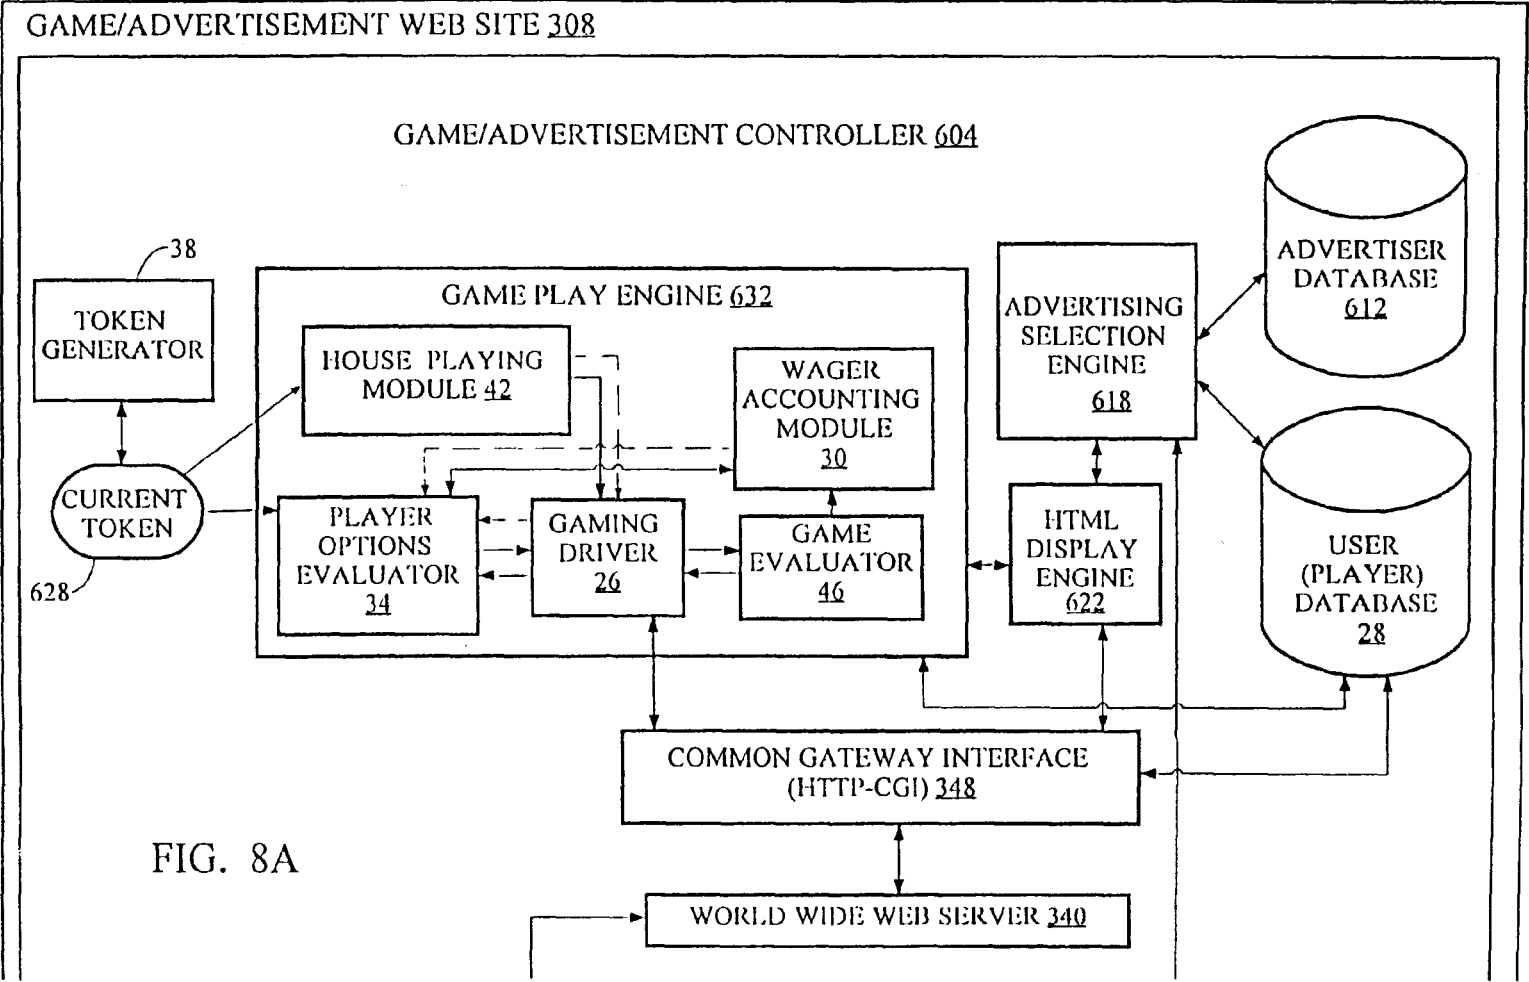 GAME/ADVERTISEMENT WEB SITE 308
GAME/ADVERTISEMENT CONTROLLER 604
38
TOKEN
GENERATOR
CURRENT
TOKEN
628
GAME PLAY ENGINE 632
HOUSE PLAYING
MODULE 42
WAGER
ACCOUNTING
MODULE
30
PLAYER
OPTIONS
EVALUATOR
34
GAMING
DRIVER
26
GAME
EVALUATOR
46
ADVERTISING
SELECTION
ENGINE
618
HTML
DISPLAY
ENGINE
622
ADVERTISER
DATABASE
612
USER
(PLAYER)
DATABASE
28
COMMON GATEWAY INTERFACE
(HTTP-CGI) 348
WORLD WIDE WEB SERVER 340
FIG. 8A